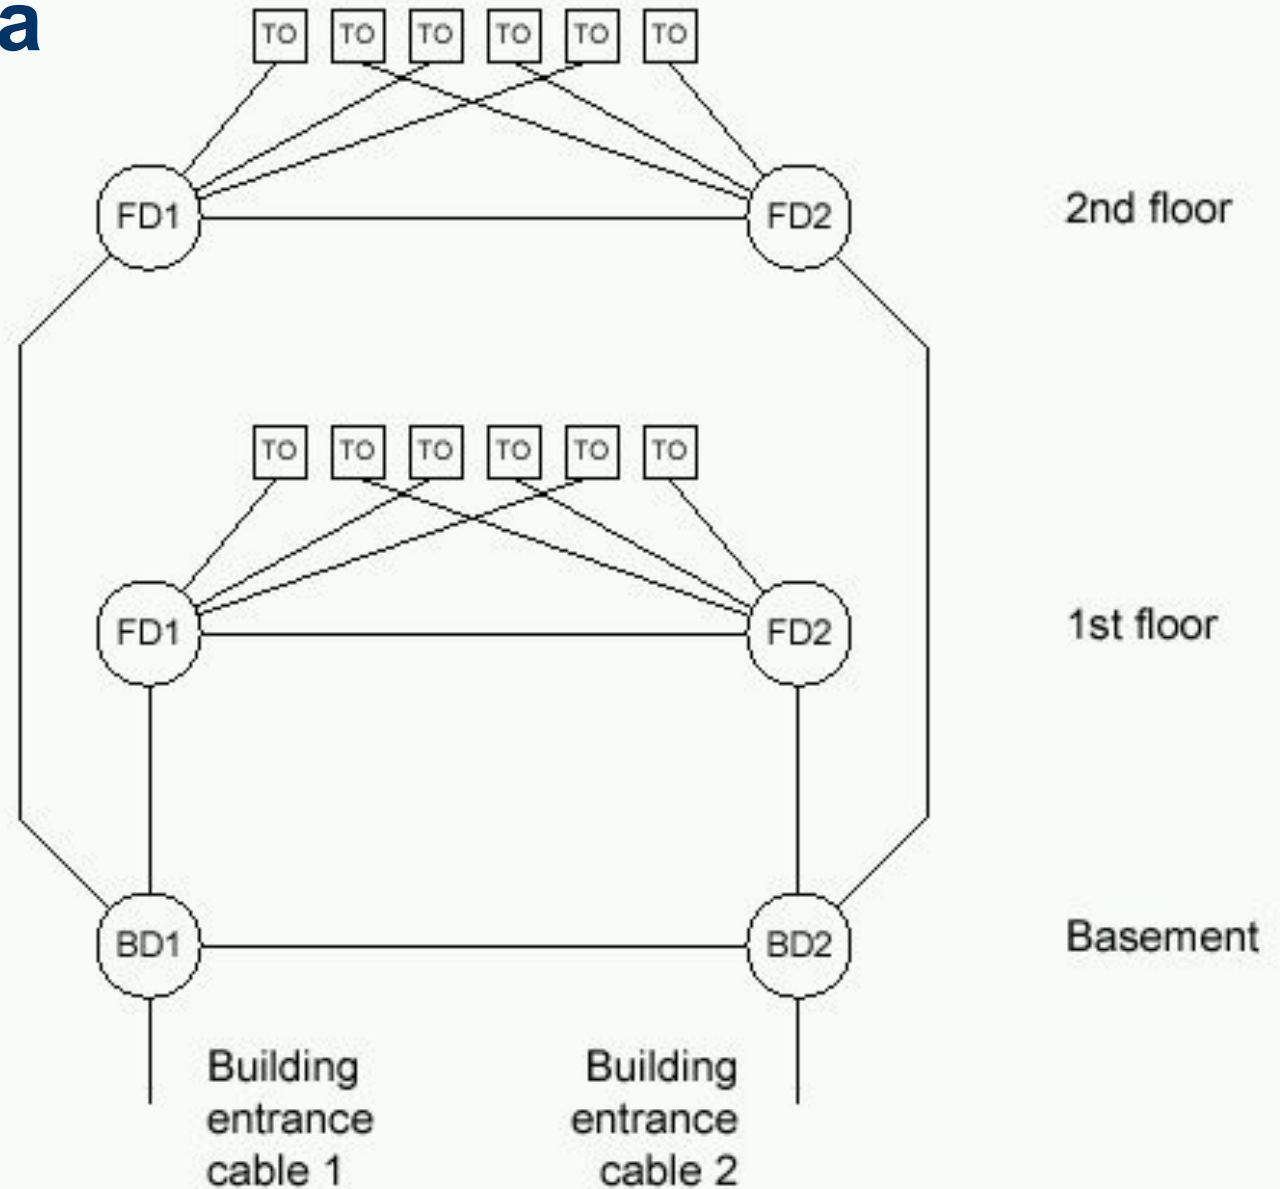 a
TO TO TO TO TO TO
FD1 FD2 2nd floor
TO TO TO TO TO TO
FD1 FD2 1st floor
BD1 BD2 Basement
Building
entrance
cable 1
Building
entrance
cable 2